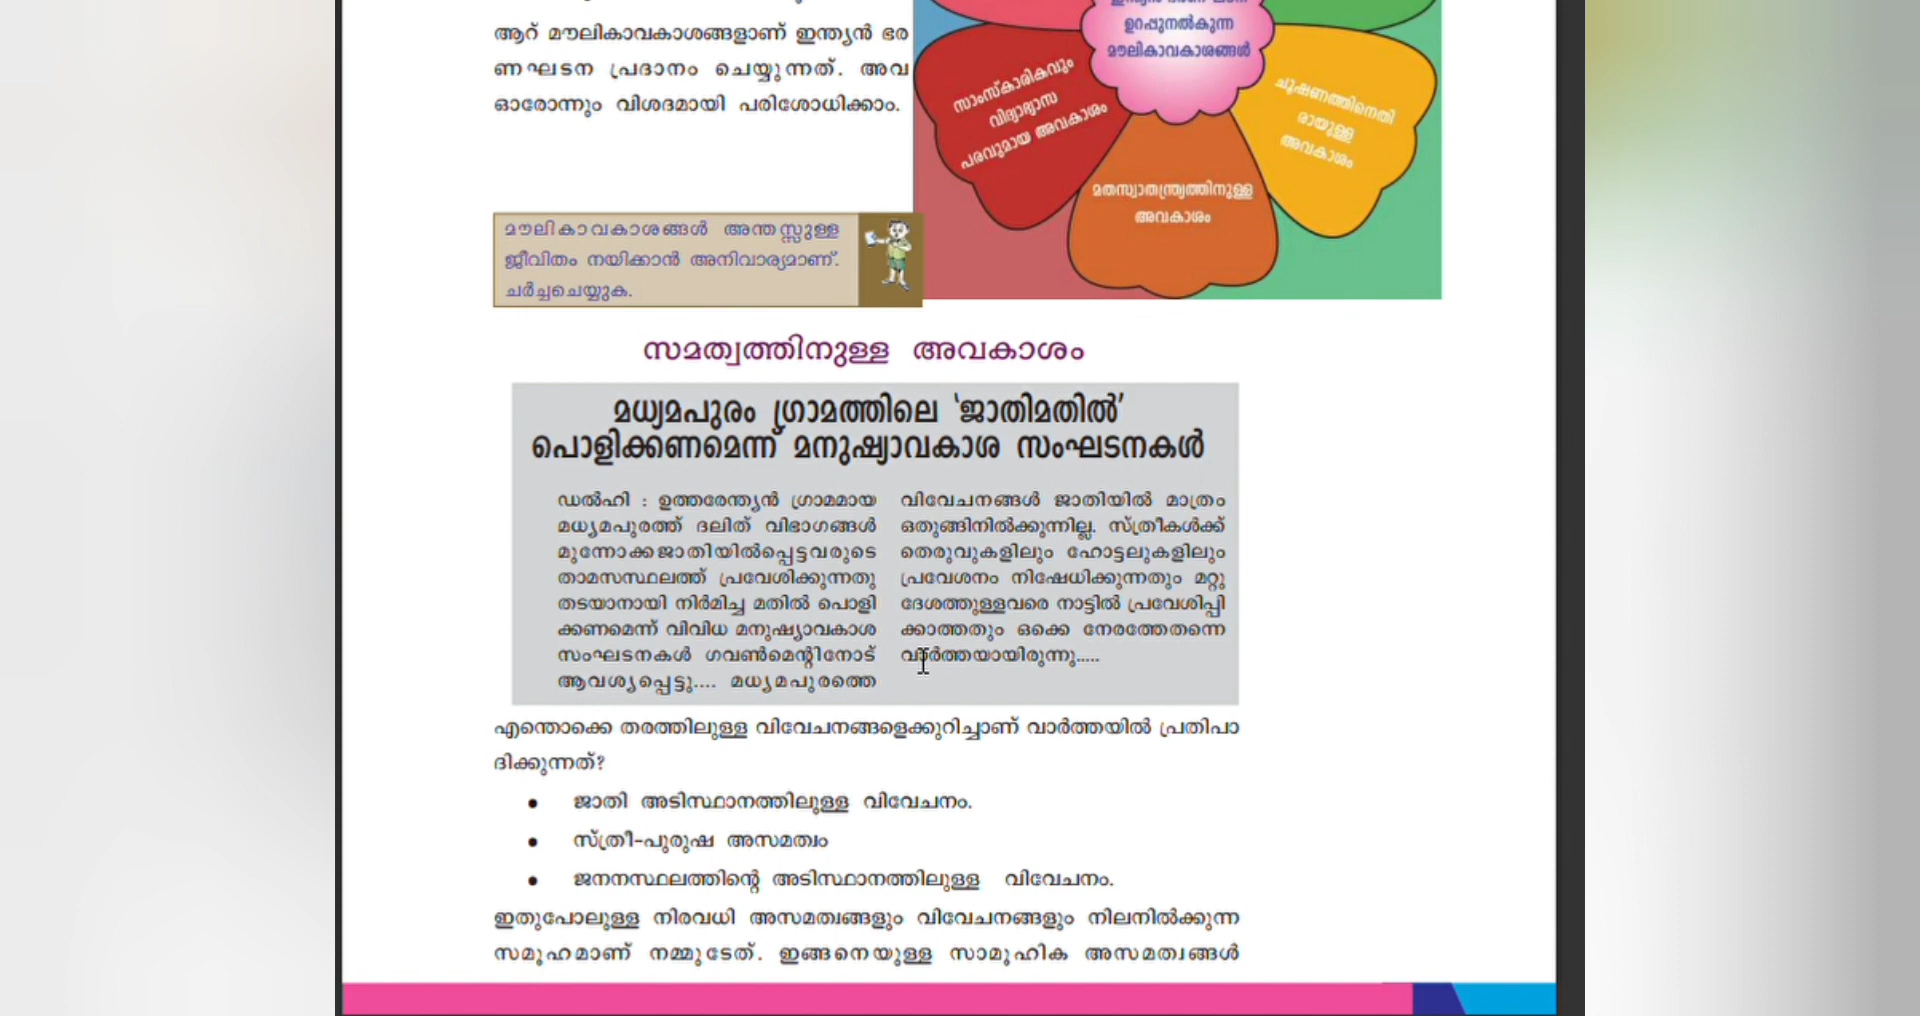 ആറ് മൗലികാവകാശങ്ങളാണ് ഇന്ത്യൻ ഭര
ണഘടന പ്രദാനം ചെയ്യുന്നത്. അവ
ഓരോന്നും വിശദമായി പരിശോധിക്കാം.
ഉറപ്പുനൽകുന്ന
മൗലികാവകാശങ്ങൾ
സാംസ്കാരികവും
വിദ്യാഭ്യാസ
പരവുമായ അവകാശം
ചൂഷണത്തിനെതി
രായുള്ള
അവകാശം
മതസ്വാതന്ത്ര്യത്തിനുള്ള
അവകാശം
മൗലികാവകാശങ്ങൾ അന്തസ്സുള്ള
ജീവിതം നയിക്കാൻ അനിവാര്യമാണ്.
ചർച്ചചെയ്യുക.
സമത്വത്തിനുള്ള അവകാശം
മധ്യമപുരം ഗ്രാമത്തിലെ 'ജാതിമതിൽ'
പൊളിക്കണമെന്ന് മനുഷ്യാവകാശ സംഘടനകൾ
ഡൽഹി : ഉത്തരേന്ത്യൻ ഗ്രാമമായ
മധ്യമപുരത്ത് ദലിത് വിഭാഗങ്ങൾ
മുന്നോക്കജാതിയിൽപ്പെട്ടവരുടെ
താമസസ്ഥലത്ത് പ്രവേശിക്കുന്നതു
തടയാനായി നിർമിച്ച മതിൽ പൊളി
ക്കണമെന്ന് വിവിധ മനുഷ്യാവകാശ
സംഘടനകൾ ഗവൺമെന്റിനോട്
ആവശ്യപ്പെട്ടു.... മധ്യമപുരത്തെ
വിവേചനങ്ങൾ ജാതിയിൽ മാത്രം
ഒതുങ്ങിനിൽക്കുന്നില്ല. സ്ത്രീകൾക്ക്
തെരുവുകളിലും ഹോട്ടലുകളിലും
പ്രവേശനം നിഷേധിക്കുന്നതും മറ്റു
ദേശത്തുള്ളവരെ നാട്ടിൽ പ്രവേശിപ്പി
ക്കാത്തതും ഒക്കെ നേരത്തേതന്നെ
വാർത്തയായിരുന്നു.....
എന്തൊക്കെ തരത്തിലുള്ള വിവേചനങ്ങളെക്കുറിച്ചാണ് വാർത്തയിൽ പ്രതിപാ
ദിക്കുന്നത്?
• ജാതി അടിസ്ഥാനത്തിലുള്ള വിവേചനം.
• സ്ത്രീ-പുരുഷ അസമത്വം
• ജനനസ്ഥലത്തിന്റെ അടിസ്ഥാനത്തിലുള്ള വിവേചനം.
ഇതുപോലുള്ള നിരവധി അസമത്വങ്ങളും വിവേചനങ്ങളും നിലനിൽക്കുന്ന
സമൂഹമാണ് നമ്മുടേത്. ഇങ്ങനെയുള്ള സാമൂഹിക അസമത്വങ്ങൾ